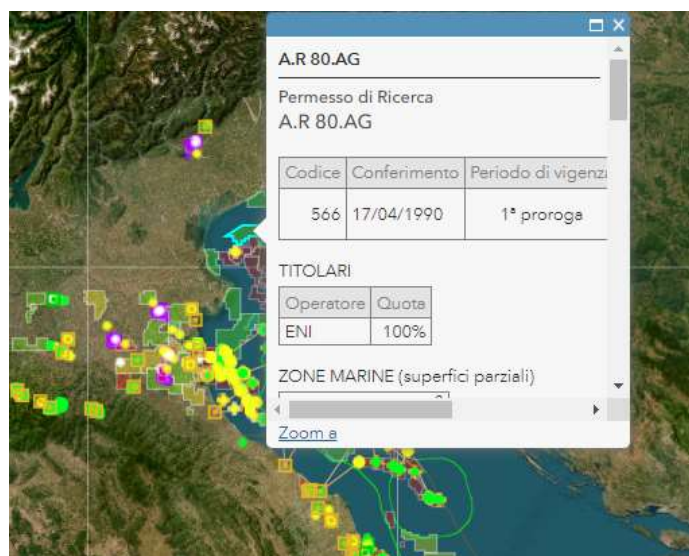 A.R 80.AG
Permesso di Ricerca
A.R 80.AG
Codice Conferimento Periodo di vigenza
566 17/04/1990 1ª proroga
TITOLARI
Operatore Quota
ENI 100%
ZONE MARINE (superfici parziali)
Zoom a